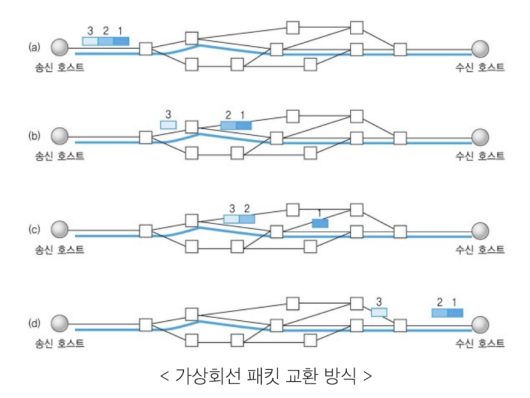 3 2 1
(a)
송신 호스트 수신 호스트
3 2 1
(b)
송신 호스트 수신 호스트
3 2 1
(c)
송신 호스트 수신 호스트
3 2 1
(d)
송신 호스트 수신 호스트
< 가상회선 패킷 교환 방식 >